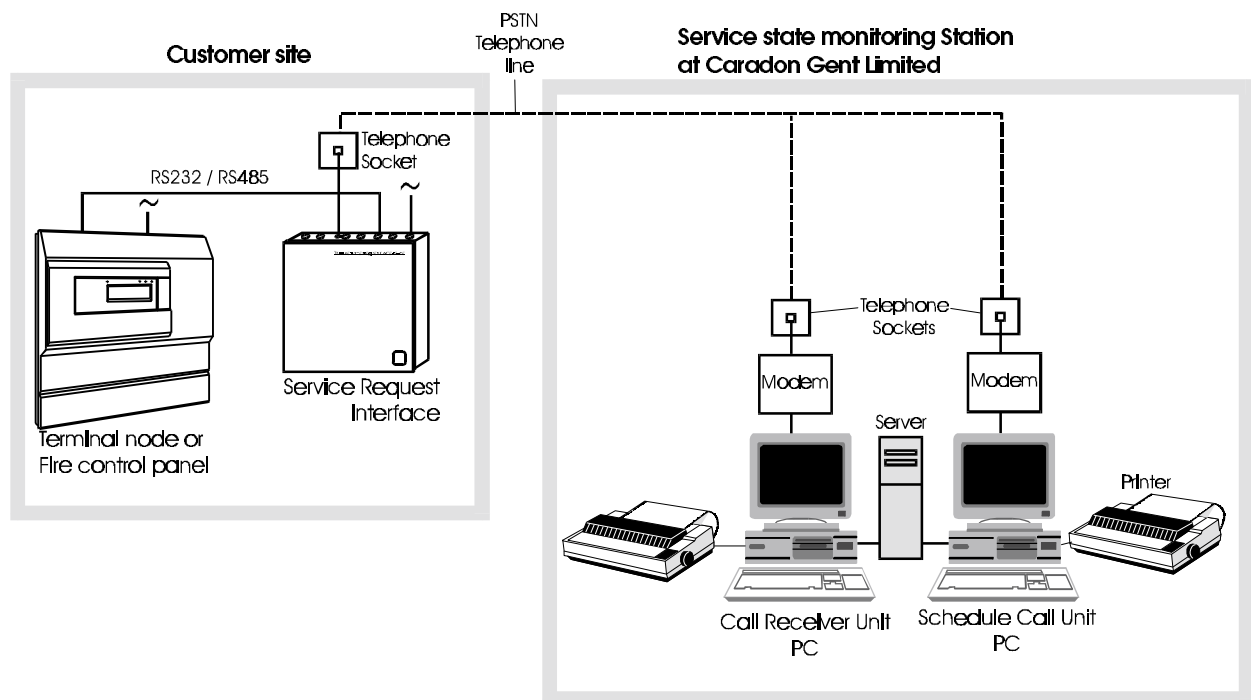 PSTN
Telephone
line
Customer site
Service state monitoring Station
at Caradon Gent Limited
Telephone
Socket
RS232 / RS485
~
~
Service Request
Interface
Terminal node or
Fire control panel
Telephone
Sockets
Modem
Modem
Server
Printer
Call Receiver Unit
PC
Schedule Call Unit
PC